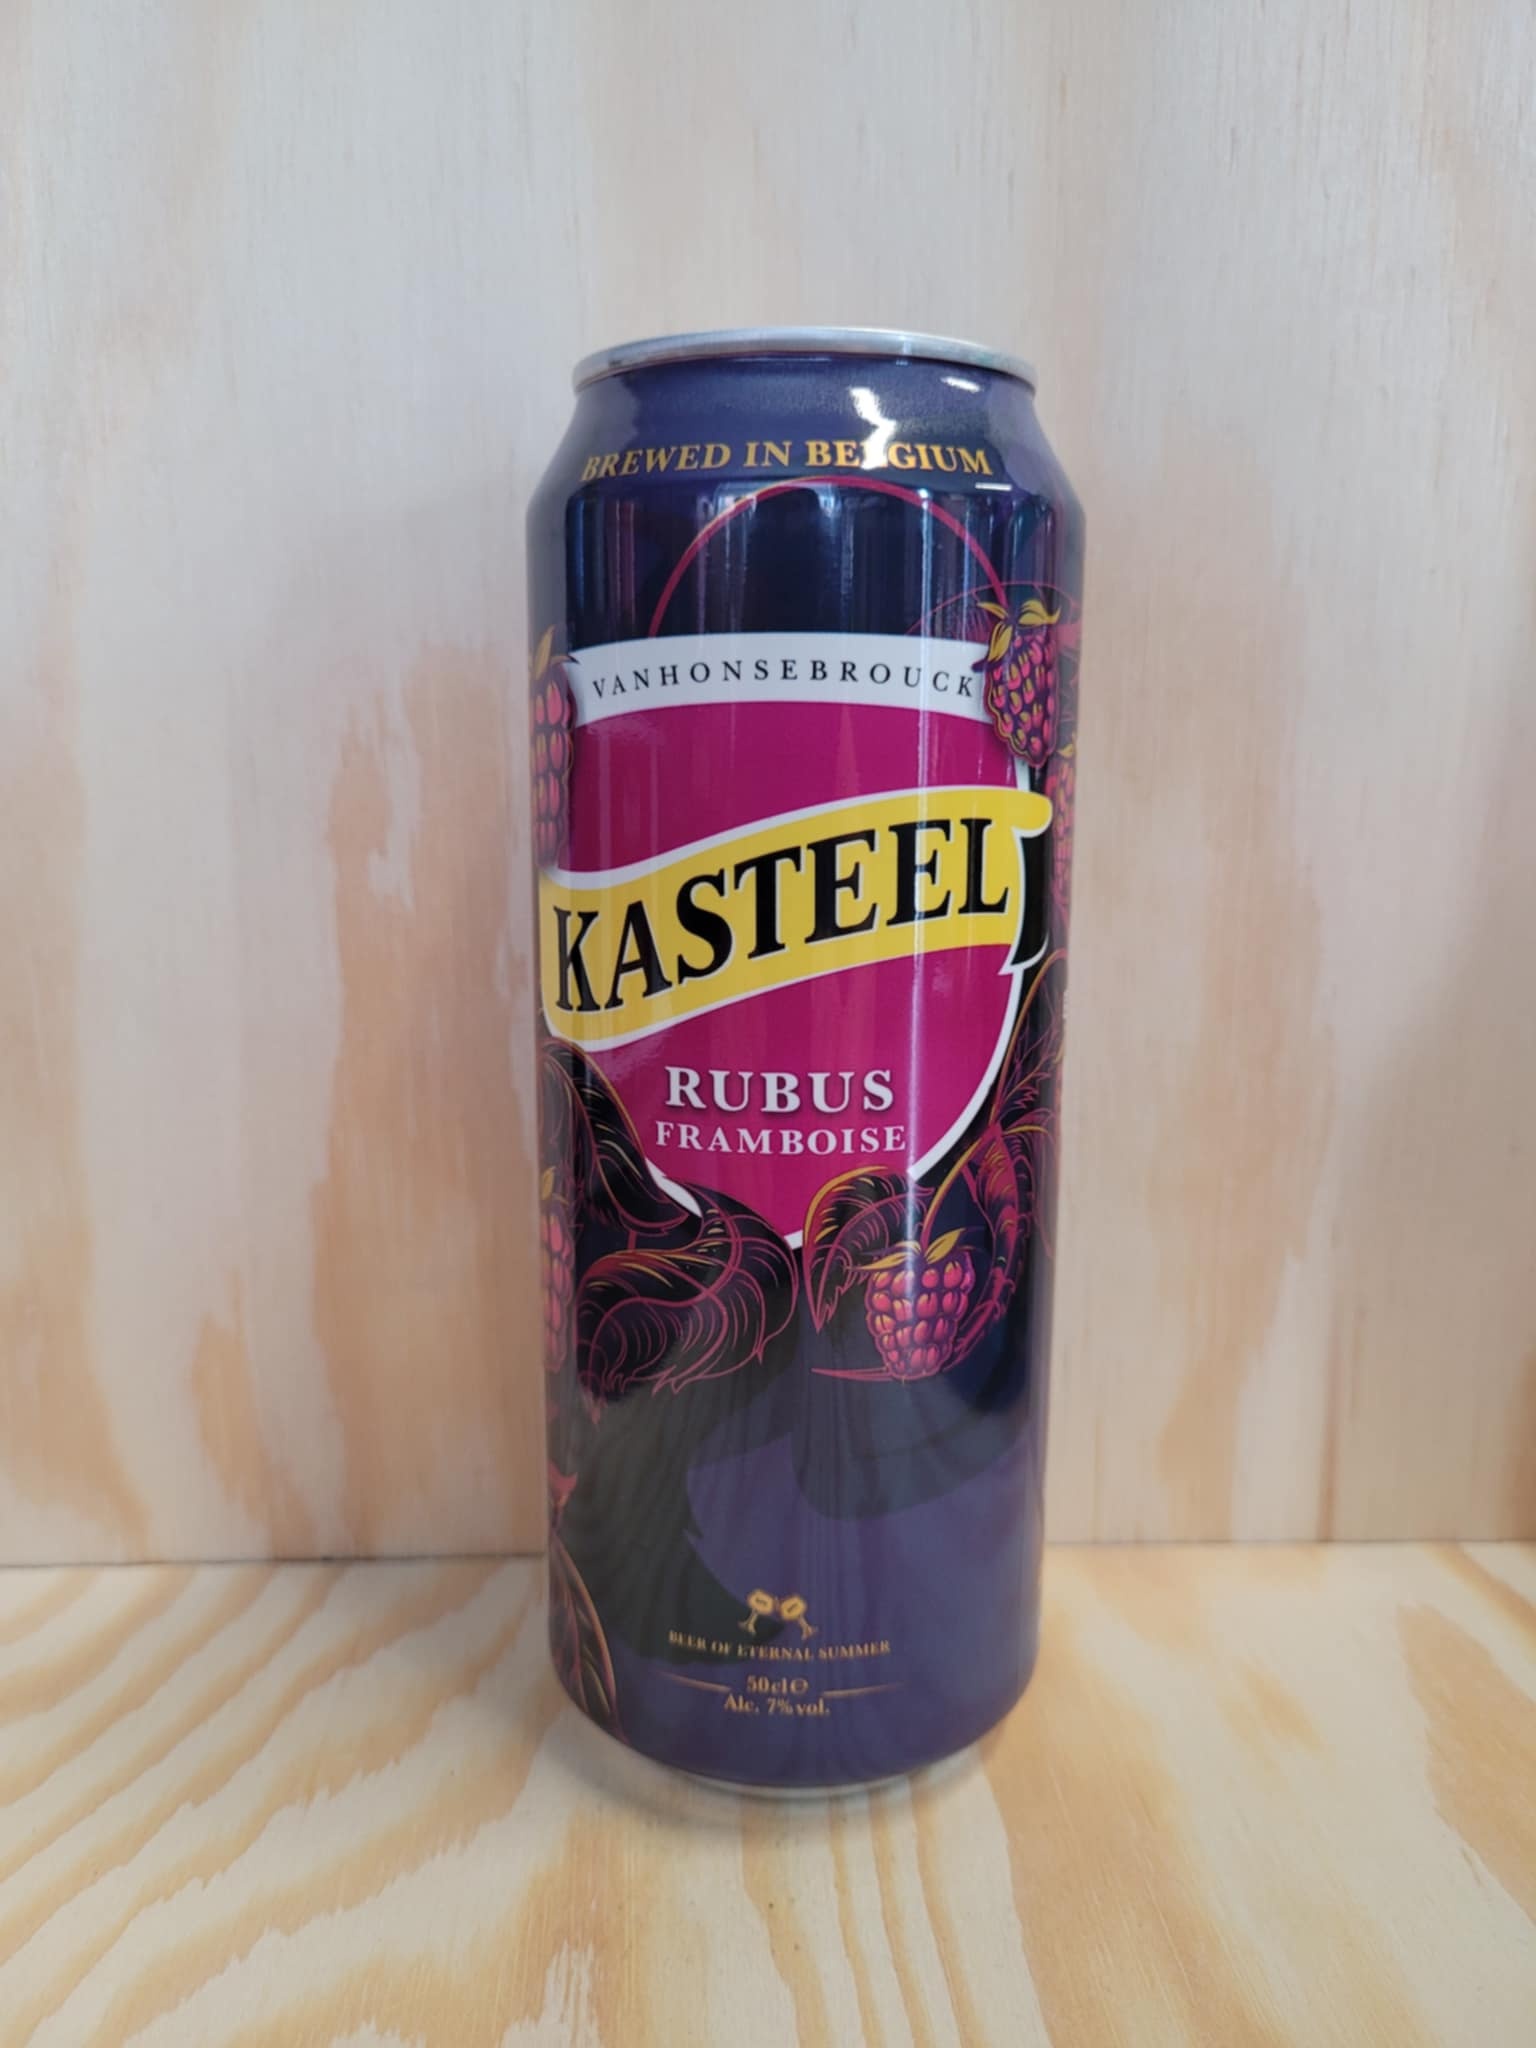 BREWED IN BELGIUM
VANHONSEBROUCK
KASTEEL
RUBUS
FRAMBOISE
BEER OF ETERNAL SUMMER
50cl℮
Alc. 7% vol.